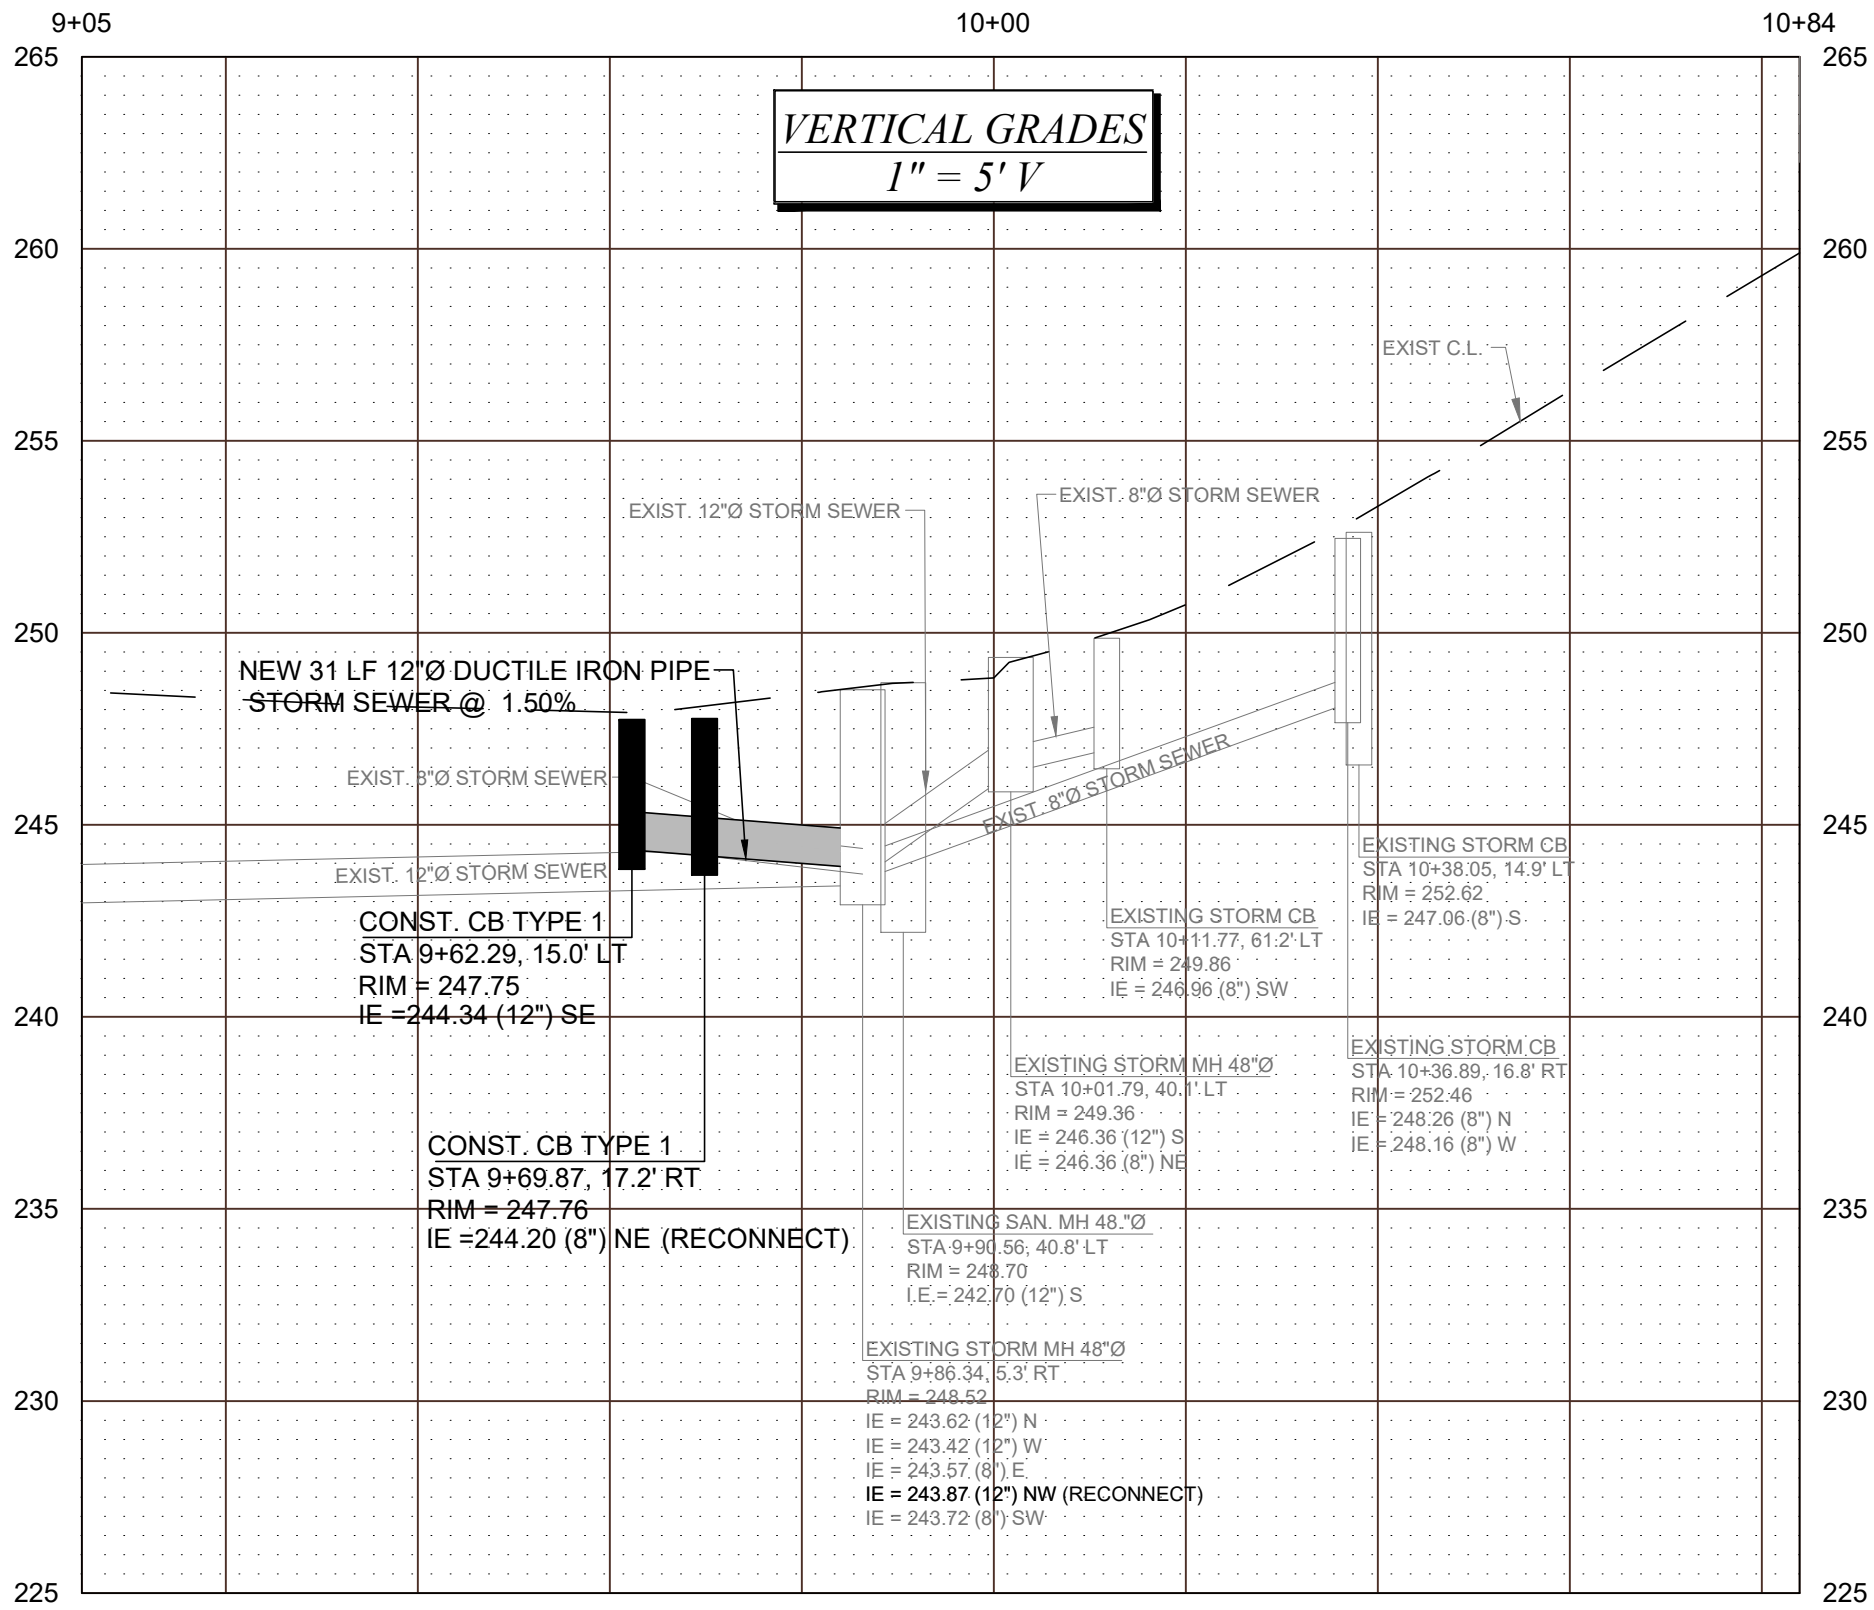 9+05 10+00 10+84
265 265
VERTICAL GRADES
1" = 5' V
260 260
EXIST C.L.
255 255
EXIST. 8"Ø STORM SEWER
EXIST. 12"Ø STORM SEWER
250 250
NEW 31 LF 12"Ø DUCTILE IRON PIPE
STORM SEWER @ 1.50%
EXIST. 8"Ø STORM SEWER
EXIST. 8"Ø STORM SEWER
245 245
EXIST. 12"Ø STORM SEWER
EXISTING STORM CB
STA 10+38.05, 14.9' LT
RIM = 252.62
IE = 247.06 (8") S
CONST. CB TYPE 1
STA 9+62.29, 15.0' LT
RIM = 247.75
IE =244.34 (12") SE
EXISTING STORM CB
STA 10+11.77, 61.2' LT
RIM = 249.86
IE = 246.96 (8") SW
240 240
EXISTING STORM MH 48"Ø
STA 10+01.79, 40.1' LT
RIM = 249.36
IE = 246.36 (12") S
IE = 246.36 (8") NE
EXISTING STORM CB
STA 10+36.89, 16.8' RT
RIM = 252.46
IE = 248.26 (8") N
IE = 248.16 (8") W
CONST. CB TYPE 1
STA 9+69.87, 17.2' RT
RIM = 247.76
IE =244.20 (8") NE (RECONNECT)
235 235
EXISTING SAN. MH 48."Ø
STA 9+90.56, 40.8' LT
RIM = 248.70
I.E.= 242.70 (12") S
EXISTING STORM MH 48"Ø
STA 9+86.34, 5.3' RT
RIM = 248.52
IE = 243.62 (12") N
IE = 243.42 (12") W
IE = 243.57 (8") E
IE = 243.87 (12") NW (RECONNECT)
IE = 243.72 (8") SW
230 230
225 225